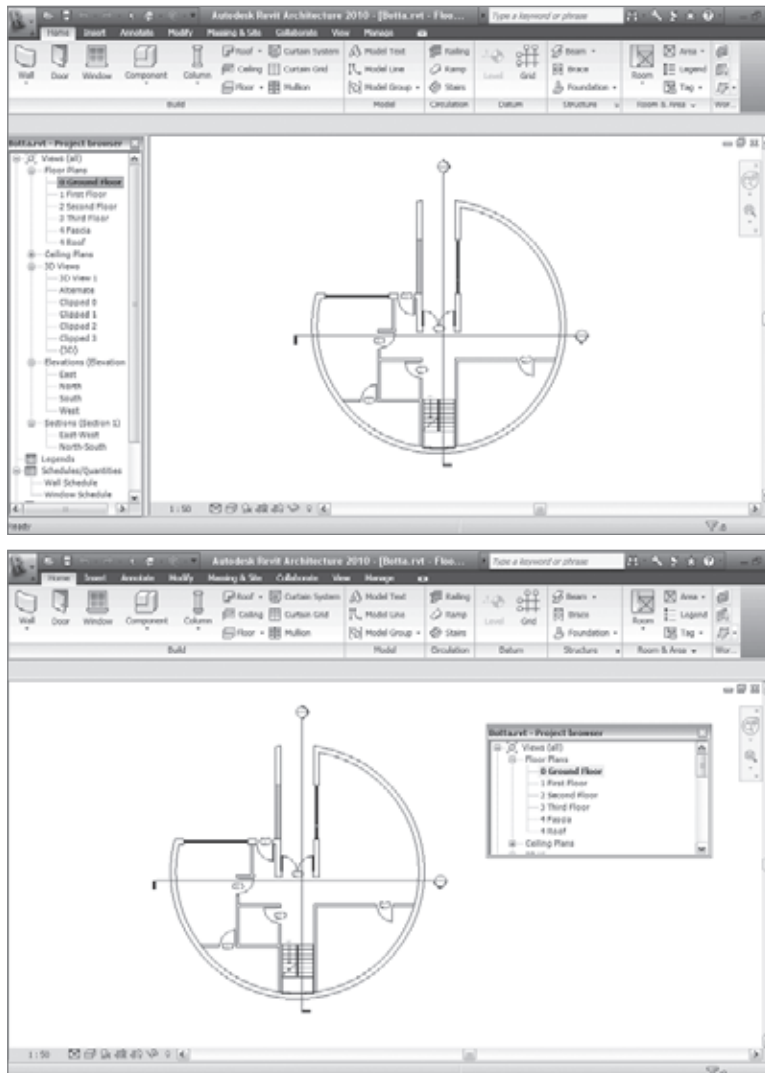 Autodesk Revit Architecture 2010 - [Botta.rvt - Floo...
Type a keyword or phrase
Home Insert Annotate Modify Massing & Site Collaborate View Manage
Wall Door Window Component Column
Roof Curtain System
Ceiling Curtain Grid
Floor Mullion
Model Text
Model Line
Model Group
Railing
Ramp
Stairs
Level Grid
Beam
Brace
Foundation
Room
Area
Legend
Tag
Build Model Circulation Datum Structure Room & Area Wor...
Botta.rvt - Project browser
Views (all)
Floor Plans
0 Ground Floor
1 First Floor
2 Second Floor
3 Third Floor
4 Fascia
4 Roof
Ceiling Plans
3D Views
3D View 1
Alternate
Clipped 0
Clipped 1
Clipped 2
Clipped 3
{3D}
Elevations (Elevation
East
North
South
West
Sections (Section 1)
East-West
North-South
Legends
Schedules/Quantities
Wall Schedule
Window Schedule
1 : 50
Ready
Autodesk Revit Architecture 2010 - [Botta.rvt - Floo...
Type a keyword or phrase
Home Insert Annotate Modify Massing & Site Collaborate View Manage
Wall Door Window Component Column
Roof Curtain System
Ceiling Curtain Grid
Floor Mullion
Model Text
Model Line
Model Group
Railing
Ramp
Stairs
Level Grid
Beam
Brace
Foundation
Room
Area
Legend
Tag
Build Model Circulation Datum Structure Room & Area Wor...
Botta.rvt - Project browser
Views (all)
Floor Plans
0 Ground Floor
1 First Floor
2 Second Floor
3 Third Floor
4 Fascia
4 Roof
Ceiling Plans
1 : 50